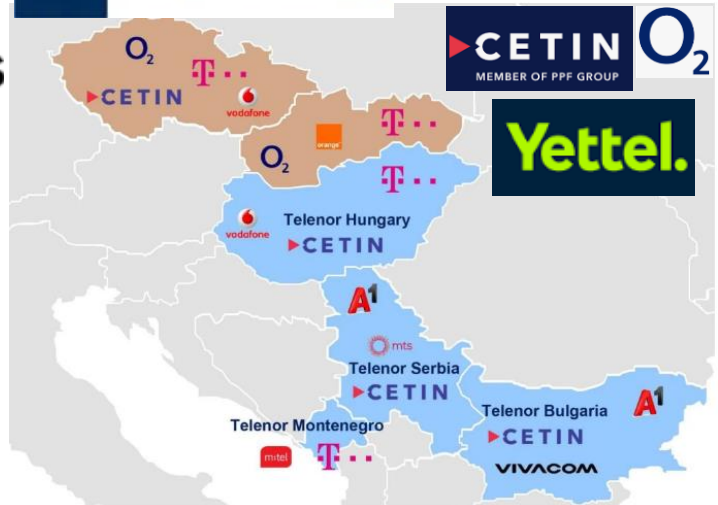 S
O2
T
CETIN
vodafone
CETIN
MEMBER OF PPF GROUP
O2
Yettel.
orange
T
O2
T
vodafone
Telenor Hungary
CETIN
A1
mts
Telenor Serbia
CETIN
Telenor Montenegro
mtel
T
Telenor Bulgaria
A1
CETIN
VIVACOM